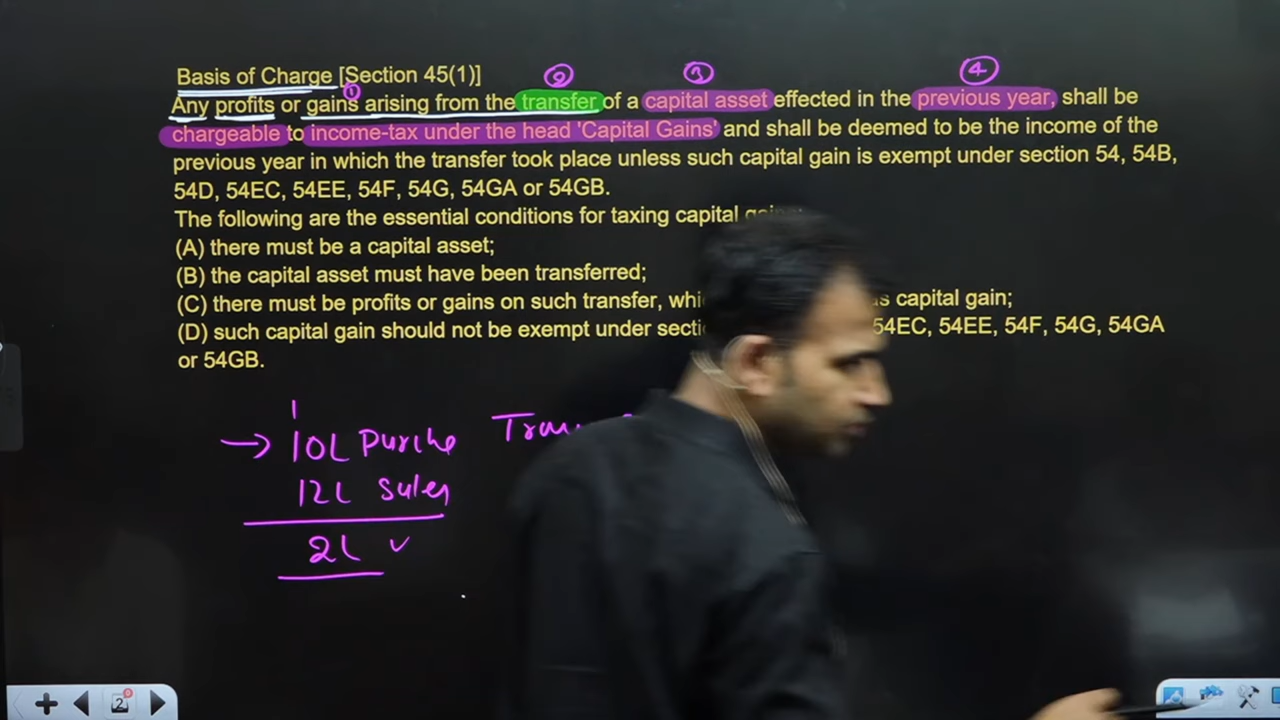 Basis of Charge [Section 45(1)]
② ③ ④
①
Any profits or gains arising from the transfer of a capital asset effected in the previous year, shall be
chargeable to income-tax under the head 'Capital Gains' and shall be deemed to be the income of the
previous year in which the transfer took place unless such capital gain is exempt under section 54, 54B,
54D, 54EC, 54EE, 54F, 54G, 54GA or 54GB.
The following are the essential conditions for taxing capital
(A) there must be a capital asset;
(B) the capital asset must have been transferred;
(C) there must be profits or gains on such transfer, capital gain;
(D) such capital gain should not be exempt under 54EC, 54EE, 54F, 54G, 54GA
or 54GB.
10L Purche
12L Sales
2L
2